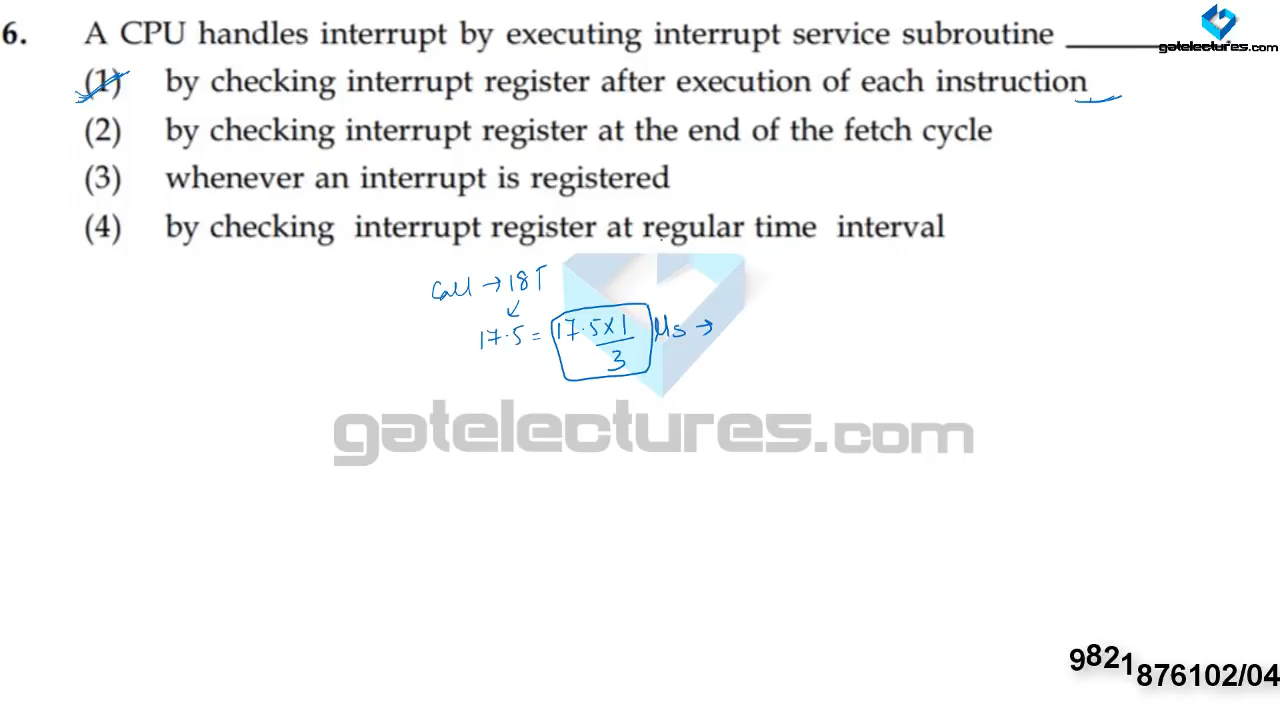 6. A CPU handles interrupt by executing interrupt service subroutine ________
gatelectures.com
(1) by checking interrupt register after execution of each instruction
(2) by checking interrupt register at the end of the fetch cycle
(3) whenever an interrupt is registered
(4) by checking interrupt register at regular time interval
Call → 18T
17.5 = 17.5×1/3 μs →
gatelectures.com
9821876102/04